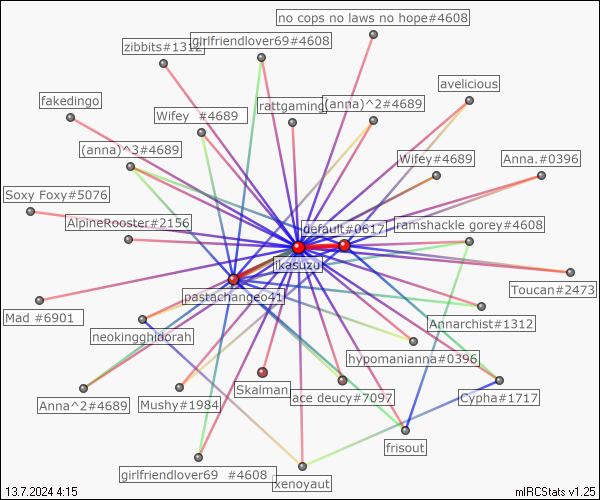 no cops no laws no hope#4608
zibbits#1312
girlfriendlover69#4608
avelicious
fakedingo
rattgaming
(anna)^2#4689
Wifey  #4689
(anna)^3#4689
Wifey#4689
Anna.#0396
Soxy Foxy#5076
AlpineRoster#2156
default#0617
ramshackle gorey#4608
ikasuzu
pastachangeo41
Toucan#2473
Mad #6901
Annarchist#1312
neokingghidorah
hypomanianna#0396
Skalman
ace deucy#7097
Cypha#1717
Anna^2#4689
Mushy#1984
frisout
girlfriendlover69  #4608
xenoyaut
13.7.2024 4:15
mIRCStats v1.25